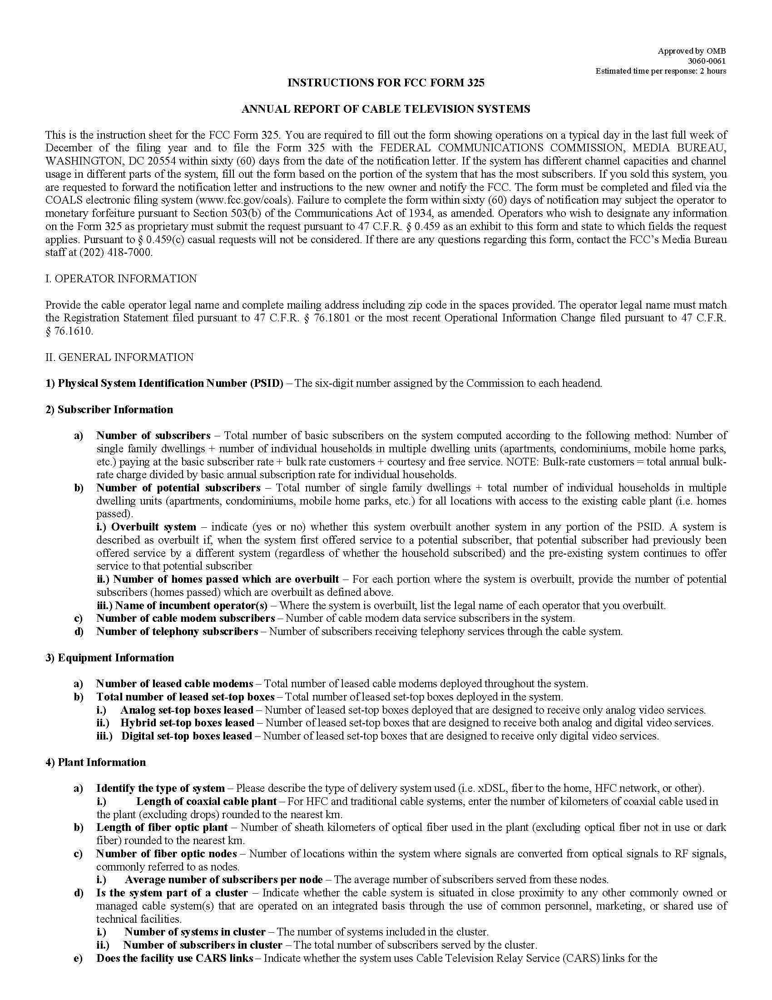 Approved by OMB
3060-0061
Estimated time per response: 2 hours
INSTRUCTIONS FOR FCC FORM 325
ANNUAL REPORT OF CABLE TELEVISION SYSTEMS
This is the instruction sheet for the FCC Form 325. You are required to fill out the form showing operations on a typical day in the last full week of
December of the filing year and to file the Form 325 with the FEDERAL COMMUNICATIONS COMMISSION, MEDIA BUREAU,
WASHINGTON, DC 20554 within sixty (60) days from the date of the notification letter. If the system has different channel capacities and channel
usage in different parts of the system, fill out the form based on the portion of the system that has the most subscribers. If you sold this system, you
are requested to forward the notification letter and instructions to the new owner and notify the FCC. The form must be completed and filed via the
COALS electronic filing system (www.fcc.gov/coals). Failure to complete the form within sixty (60) days of notification may subject the operator to
monetary forfeiture pursuant to Section 503(b) of the Communications Act of 1934, as amended. Operators who wish to designate any information
on the Form 325 as proprietary must submit the request pursuant to 47 C.F.R. § 0.459 as an exhibit to this form and state to which fields the request
applies. Pursuant to § 0.459(c) casual requests will not be considered. If there are any questions regarding this form, contact the FCC’s Media Bureau
staff at (202) 418-7000.
I. OPERATOR INFORMATION
Provide the cable operator legal name and complete mailing address including zip code in the spaces provided. The operator legal name must match
the Registration Statement filed pursuant to 47 C.F.R. § 76.1801 or the most recent Operational Information Change filed pursuant to 47 C.F.R.
§ 76.1610.
II. GENERAL INFORMATION
1) Physical System Identification Number (PSID) – The six-digit number assigned by the Commission to each headend.
2) Subscriber Information
a) Number of subscribers – Total number of basic subscribers on the system computed according to the following method: Number of
single family dwellings + number of individual households in multiple dwelling units (apartments, condominiums, mobile home parks,
etc.) paying at the basic subscriber rate + bulk rate customers + courtesy and free service. NOTE: Bulk-rate customers = total annual bulk-
rate charge divided by basic annual subscription rate for individual households.
b) Number of potential subscribers – Total number of single family dwellings + total number of individual households in multiple
dwelling units (apartments, condominiums, mobile home parks, etc.) for all locations with access to the existing cable plant (i.e. homes
passed).
i.) Overbuilt system – indicate (yes or no) whether this system overbuilt another system in any portion of the PSID. A system is
described as overbuilt if, when the system first offered service to a potential subscriber, that potential subscriber had previously been
offered service by a different system (regardless of whether the household subscribed) and the pre-existing system continues to offer
service to that potential subscriber
ii.) Number of homes passed which are overbuilt – For each portion where the system is overbuilt, provide the number of potential
subscribers (homes passed) which are overbuilt as defined above.
iii.) Name of incumbent operator(s) – Where the system is overbuilt, list the legal name of each operator that you overbuilt.
c) Number of cable modem subscribers – Number of cable modem data service subscribers in the system.
d) Number of telephony subscribers – Number of subscribers receiving telephony services through the cable system.
3) Equipment Information
a) Number of leased cable modems – Total number of leased cable modems deployed throughout the system.
b) Total number of leased set-top boxes – Total number of leased set-top boxes deployed in the system.
i.) Analog set-top boxes leased – Number of leased set-top boxes deployed that are designed to receive only analog video services.
ii.) Hybrid set-top boxes leased – Number of leased set-top boxes that are designed to receive both analog and digital video services.
iii.) Digital set-top boxes leased – Number of leased set-top boxes that are designed to receive only digital video services.
4) Plant Information
a) Identify the type of system – Please describe the type of delivery system used (i.e. xDSL, fiber to the home, HFC network, or other).
i.) Length of coaxial cable plant – For HFC and traditional cable systems, enter the number of kilometers of coaxial cable used in
the plant (excluding drops) rounded to the nearest km.
b) Length of fiber optic plant – Number of sheath kilometers of optical fiber used in the plant (excluding optical fiber not in use or dark
fiber) rounded to the nearest km.
c) Number of fiber optic nodes – Number of locations within the system where signals are converted from optical signals to RF signals,
commonly referred to as nodes.
i.) Average number of subscribers per node – The average number of subscribers served from these nodes.
d) Is the system part of a cluster – Indicate whether the cable system is situated in close proximity to any other commonly owned or
managed cable system(s) that are operated on an integrated basis through the use of common personnel, marketing, or shared use of
technical facilities.
i.) Number of systems in cluster – The number of systems included in the cluster.
ii.) Number of subscribers in cluster – The total number of subscribers served by the cluster.
e) Does the facility use CARS links – Indicate whether the system uses Cable Television Relay Service (CARS) links for the